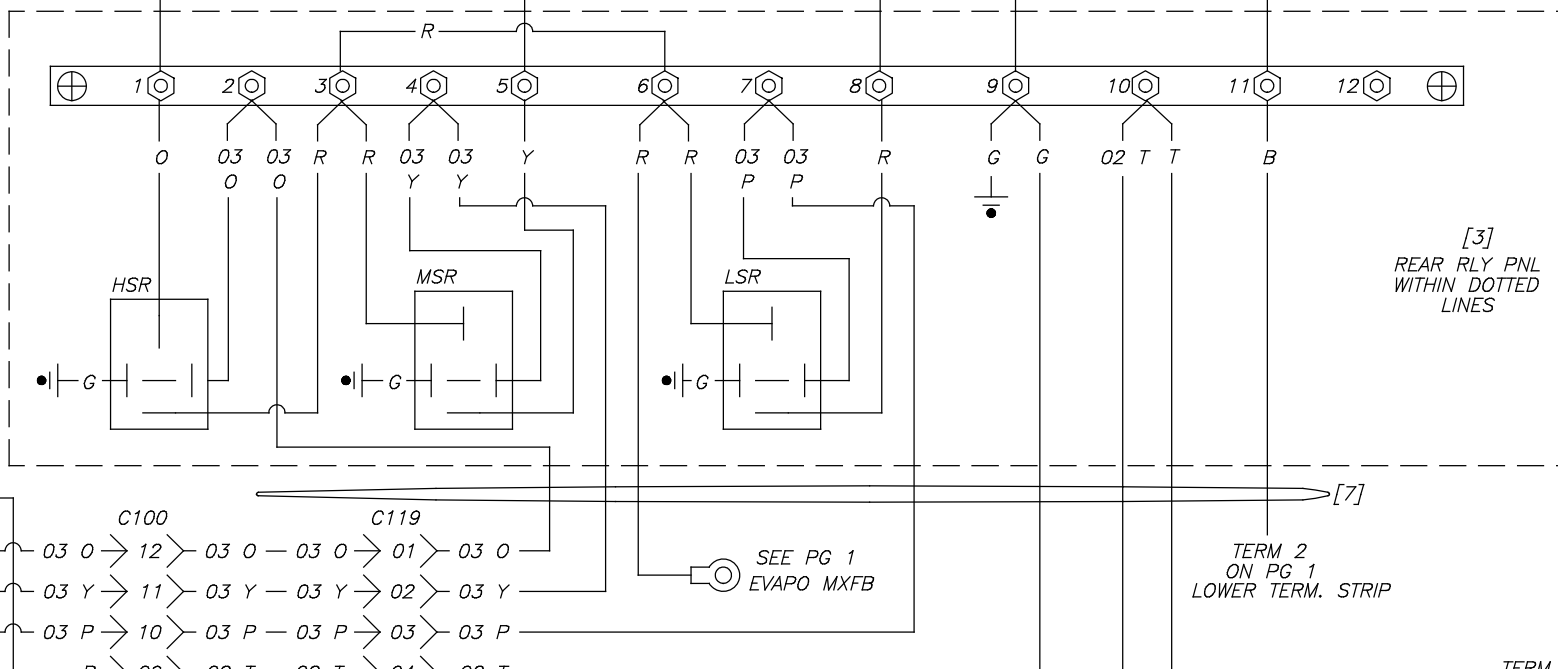 R
1 2 3 4 5 6 7 8 9 10 11 12
O 03 03 R R 03 03 Y R R 03 03 R G G 02 T T B
O O Y Y P P
[3]
REAR RLY PNL
WITHIN DOTTED
LINES
HSR MSR LSR
G G G
[7]
C100 C119
03 O 12 03 O 03 O 01 03 O
03 Y 11 03 Y 03 Y 02 03 Y
03 P 10 03 P 03 P 03 03 P
SEE PG 1
EVAPO MXFB
TERM 2
ON PG 1
LOWER TERM. STRIP
TERM